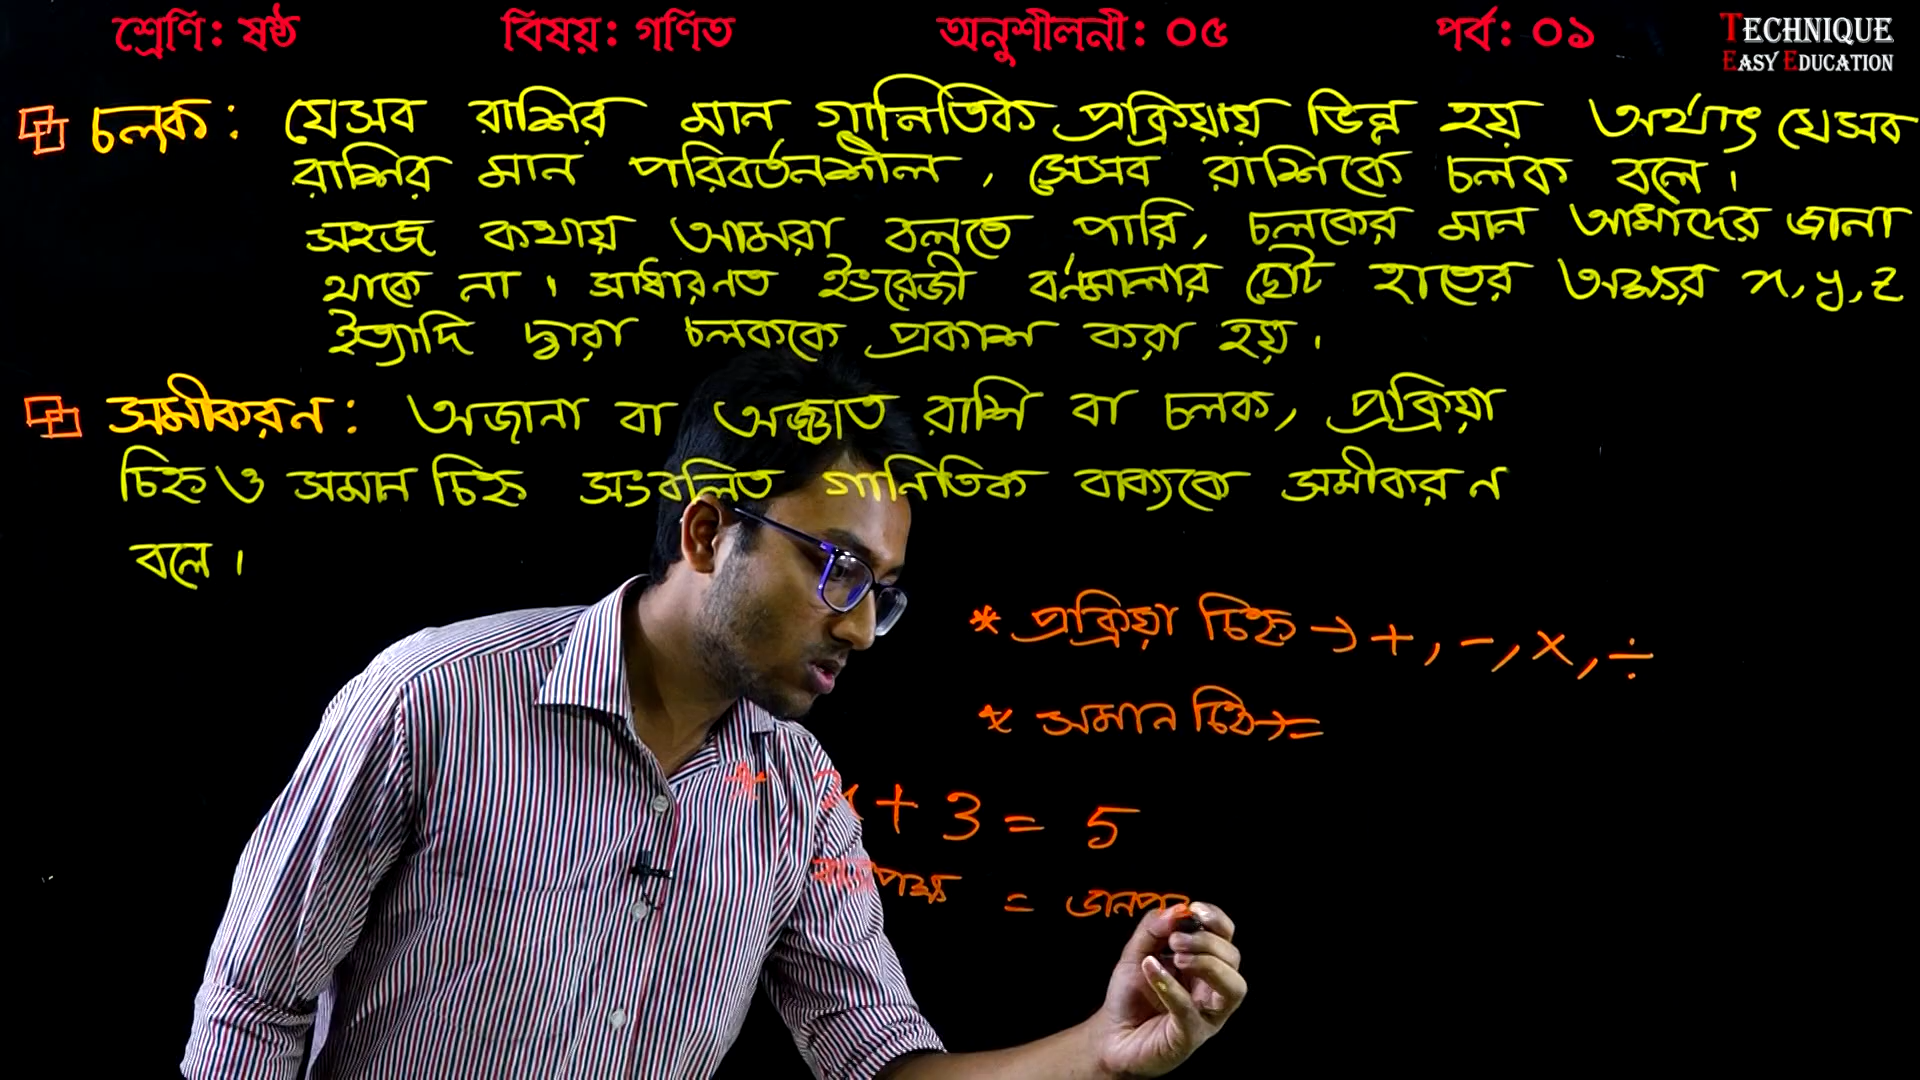 শ্রেণি: ষষ্ঠ বিষয়: গণিত অনুশীলনী: ০৫ পর্ব: ০১
TECHNIQUE
EASY EDUCATION
চলক: যেসব রাশির মান গানিতিক প্রক্রিয়ায় ভিন্ন হয় অর্থাৎ যেসব
রাশির মান পরিবর্তনশীল, সেসব রাশিকে চলক বলে।
সহজ কথায় আমরা বলতে পারি, চলকের মান আমাদের জানা
থাকে না। সাধারনত ইংরেজী বর্ণমালার ছোট হাতের অক্ষর x, y, z
ইত্যাদি দ্বারা চলককে প্রকাশ করা হয়।
সমীকরন: অজানা বা অজ্ঞাত রাশি বা চলক, প্রক্রিয়া
চিহ্ন ও সমান চিহ্ন সংবলিত গানিতিক বাক্যকে সমীকরন
বলে।
* প্রক্রিয়া চিহ্ন → +, -, ×, ÷
* সমান চিহ্ন → =
* x + 3 = 5
বামপক্ষ = ডানপক্ষ